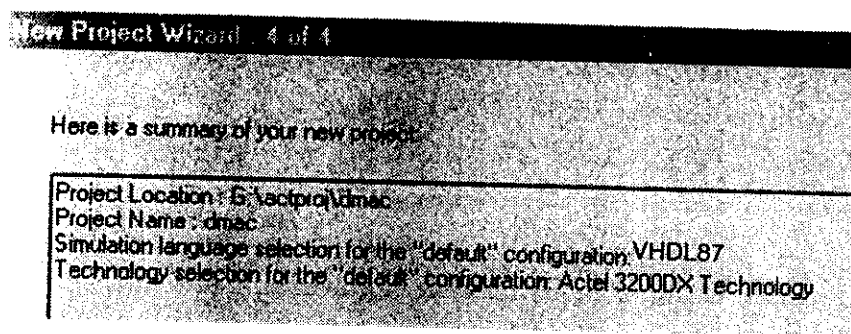 New Project Wizard : 4 of 4
Here is a summary of your new project:
Project Location : G:\actproj\dmac
Project Name : dmac
Simulation language selection for the "default" configuration: VHDL87
Technology selection for the "default" configuration: Actel 3200DX Technology